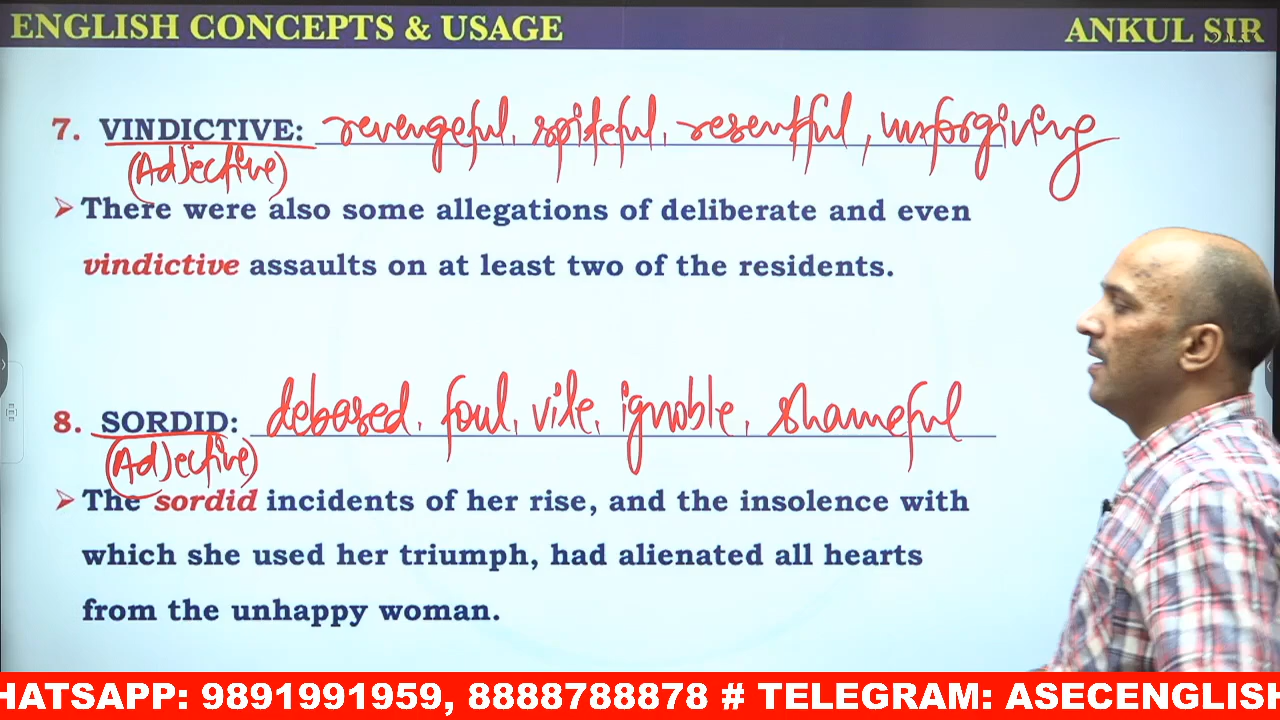 ENGLISH CONCEPTS & USAGE ANKUL SIR
7. VINDICTIVE: revengeful, spiteful, resentful, unforgiving
(Adjective)
➢ There were also some allegations of deliberate and even
vindictive assaults on at least two of the residents.
8. SORDID: debased, foul, vile, ignoble, shameful
(Adjective)
➢ The sordid incidents of her rise, and the insolence with
which she used her triumph, had alienated all hearts
from the unhappy woman.
HATSAPP: 9891991959, 8888788878 # TELEGRAM: ASECENGLISH